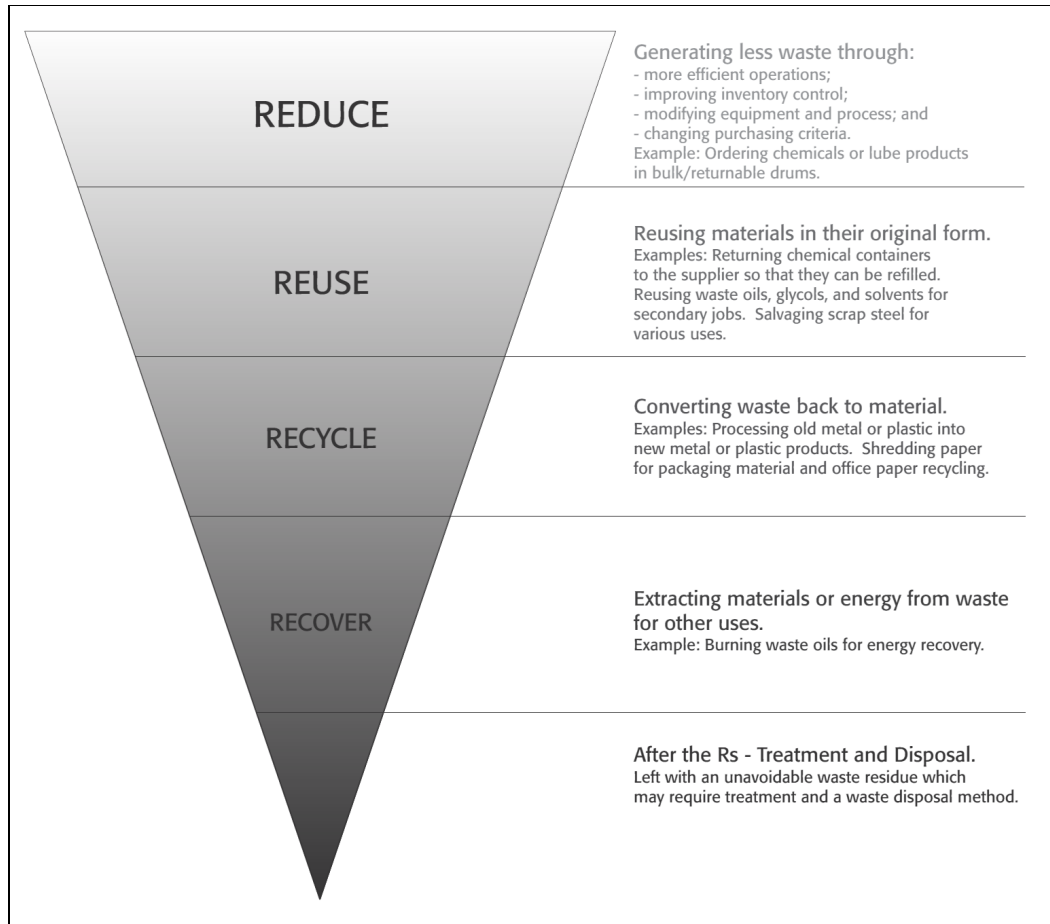 REDUCE
Generating less waste through:
- more efficient operations;
- improving inventory control;
- modifying equipment and process; and
- changing purchasing criteria.
Example: Ordering chemicals or lube products
in bulk/returnable drums.
REUSE
Reusing materials in their original form.
Examples: Returning chemical containers
to the supplier so that they can be refilled.
Reusing waste oils, glycols, and solvents for
secondary jobs.  Salvaging scrap steel for
various uses.
RECYCLE
Converting waste back to material.
Examples: Processing old metal or plastic into
new metal or plastic products.  Shredding paper
for packaging material and office paper recycling.
RECOVER
Extracting materials or energy from waste
for other uses.
Example: Burning waste oils for energy recovery.
After the Rs - Treatment and Disposal.
Left with an unavoidable waste residue which
may require treatment and a waste disposal method.